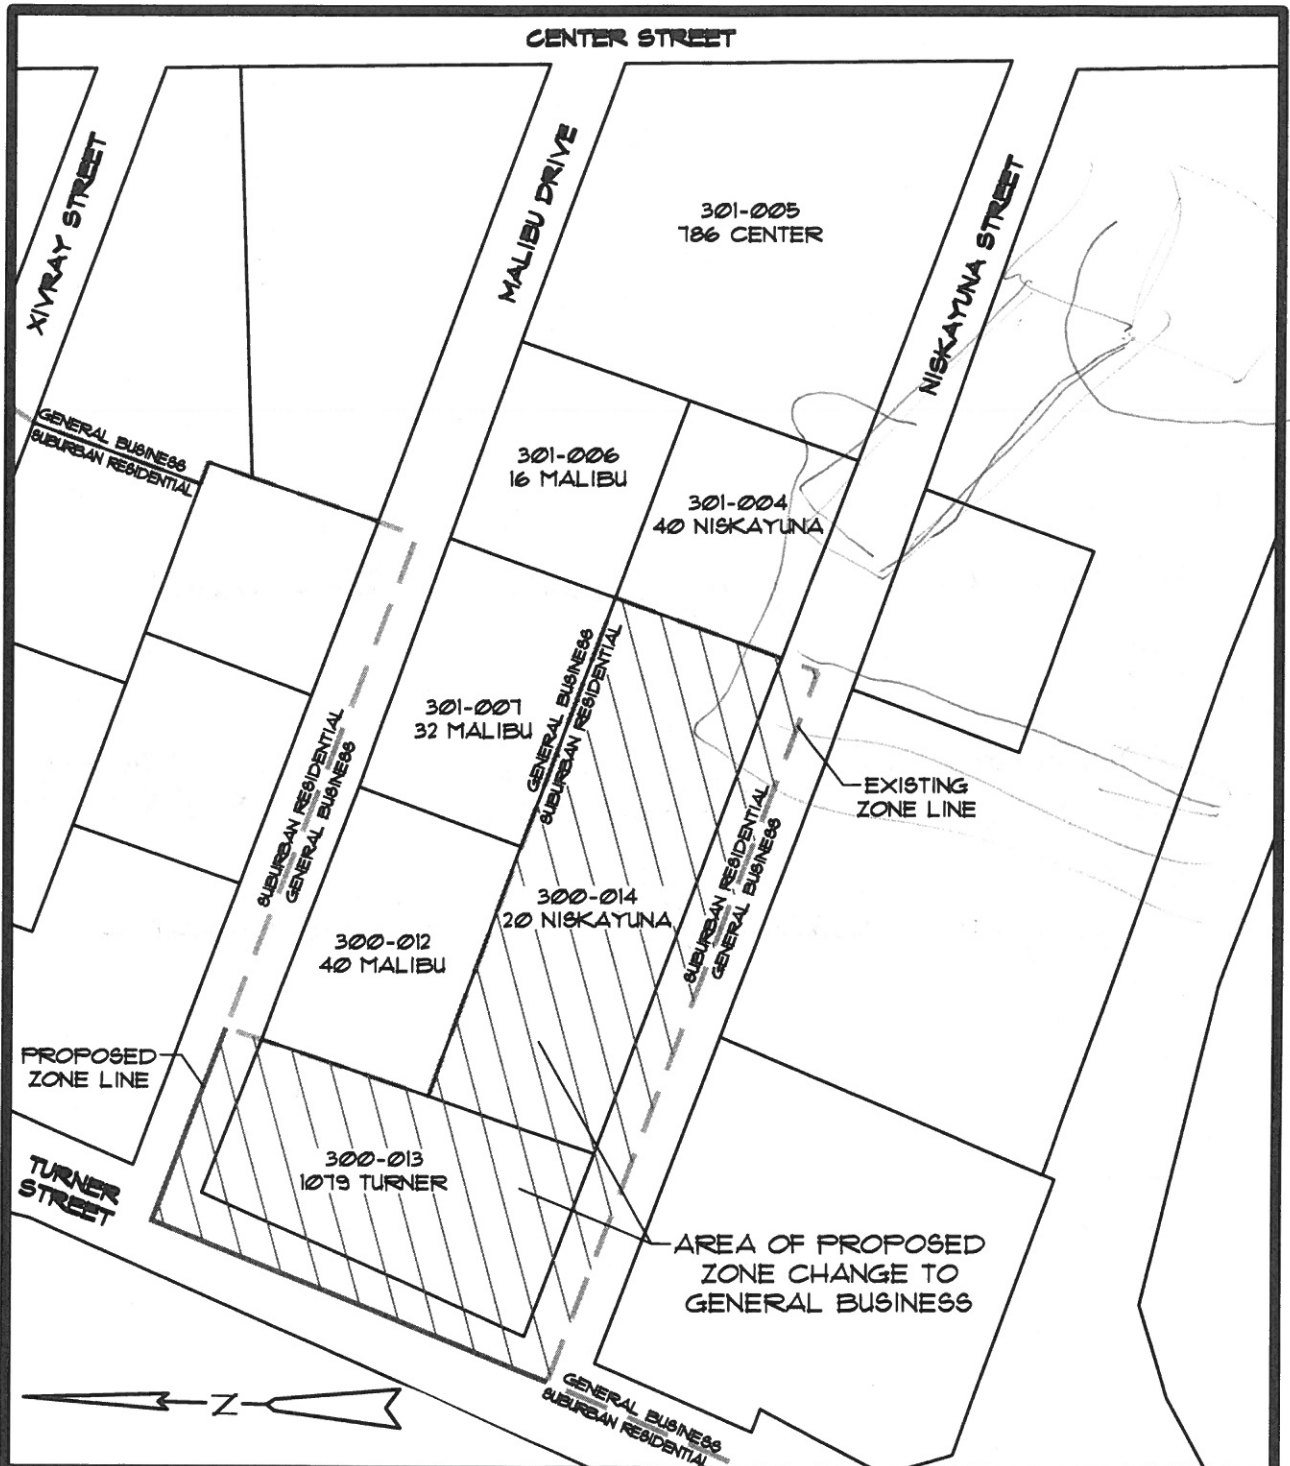 CENTER STREET
XIVRAY STREET
MALIBU DRIVE
NISKAYUNA STREET
301-005
786 CENTER
GENERAL BUSINESS
SUBURBAN RESIDENTIAL
301-006
16 MALIBU
301-004
40 NISKAYUNA
GENERAL BUSINESS
SUBURBAN RESIDENTIAL
301-007
32 MALIBU
SUBURBAN RESIDENTIAL
GENERAL BUSINESS
EXISTING
ZONE LINE
SUBURBAN RESIDENTIAL
GENERAL BUSINESS
300-014
20 NISKAYUNA
300-012
40 MALIBU
PROPOSED
ZONE LINE
300-013
1079 TURNER
TURNER
STREET
AREA OF PROPOSED
ZONE CHANGE TO
GENERAL BUSINESS
N
GENERAL BUSINESS
SUBURBAN RESIDENTIAL